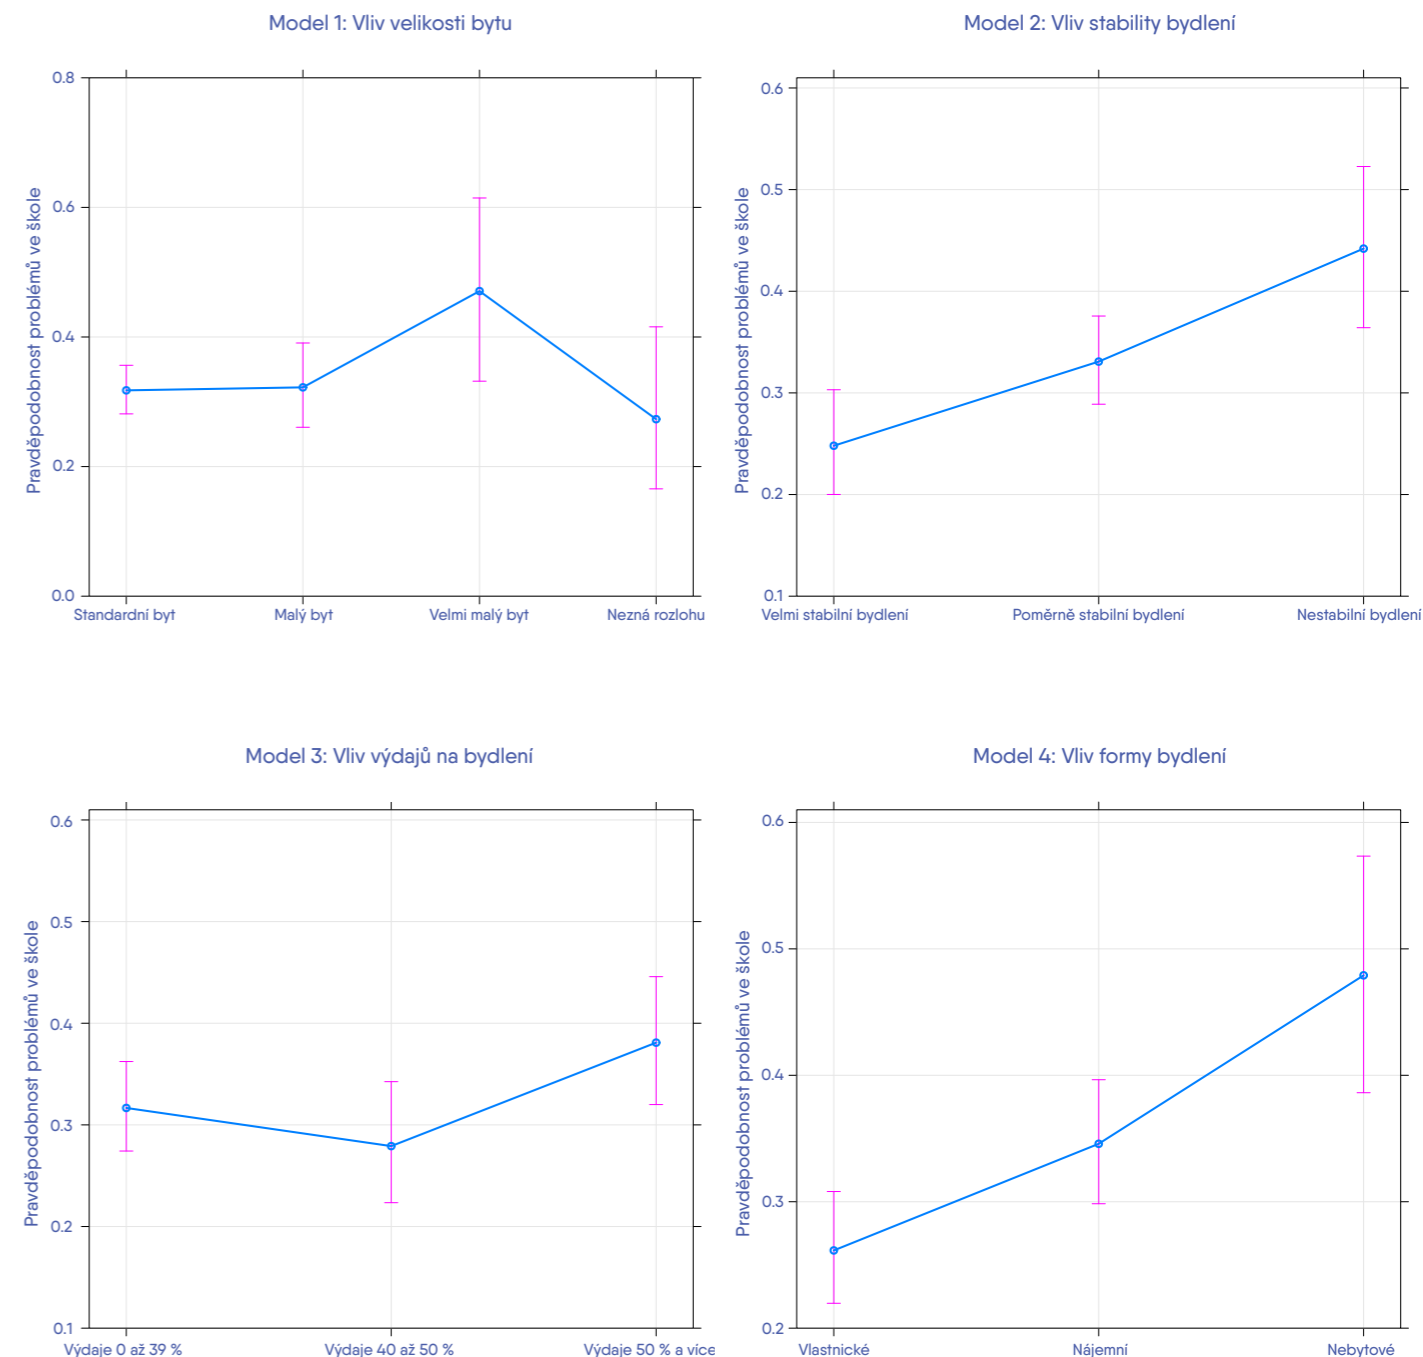 Model 1: Vliv velikosti bytu
Pravděpodobnost problémů ve škole
0.8
0.6
0.4
0.2
0.0
Standardní byt
Malý byt
Velmi malý byt
Nezná rozlohu
Model 2: Vliv stability bydlení
Pravděpodobnost problémů ve škole
0.6
0.5
0.4
0.3
0.2
0.1
Velmi stabilní bydlení
Poměrně stabilní bydlení
Nestabilní bydlení
Model 3: Vliv výdajů na bydlení
Pravděpodobnost problémů ve škole
0.6
0.5
0.4
0.3
0.2
0.1
Výdaje 0 až 39 %
Výdaje 40 až 50 %
Výdaje 50 % a více
Model 4: Vliv formy bydlení
Pravděpodobnost problémů ve škole
0.6
0.5
0.4
0.3
0.2
Vlastnické
Nájemní
Nebytové